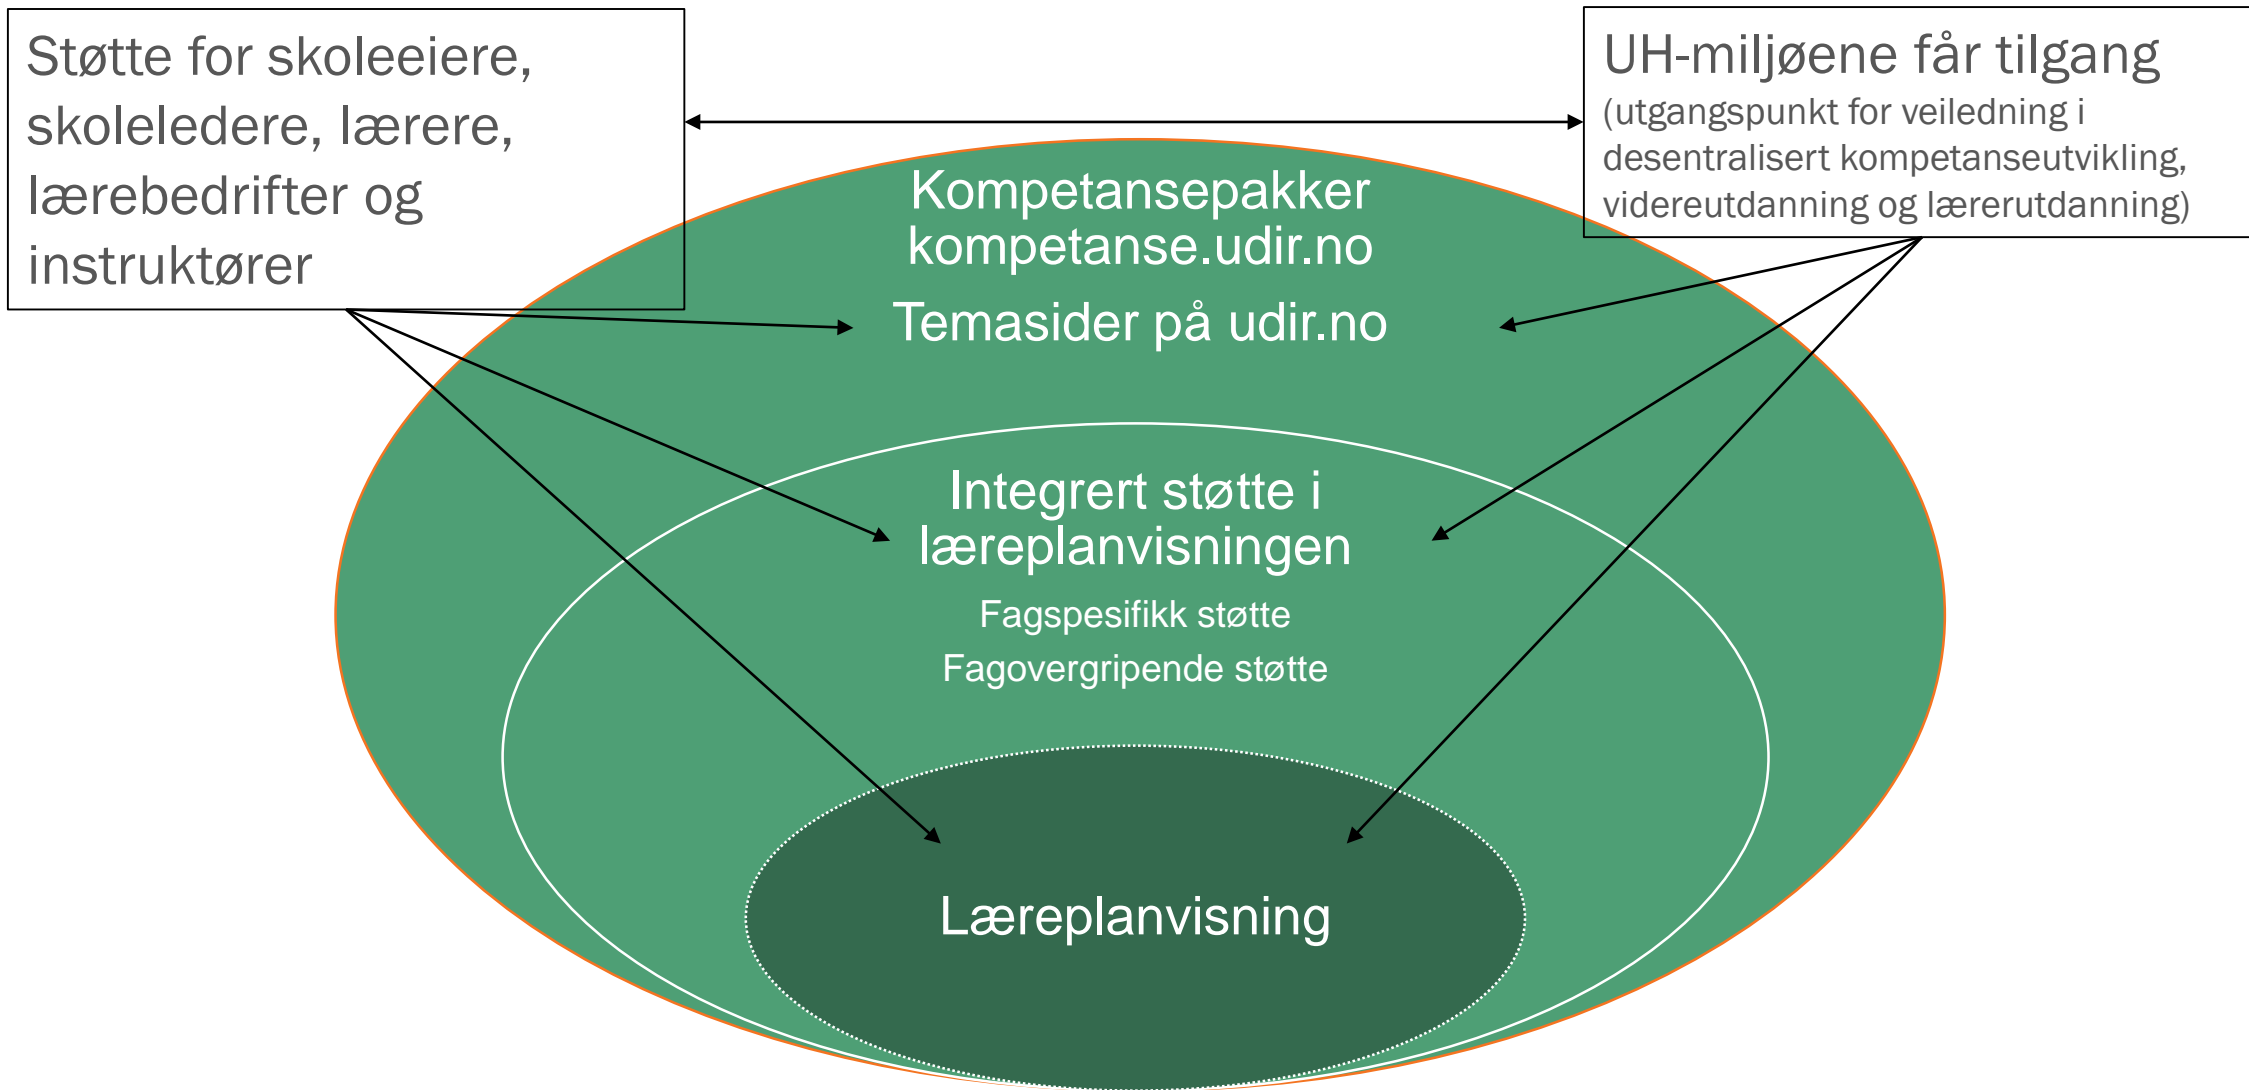 Støtte for skoleeiere,
skoleledere, lærere,
lærebedrifter og
instruktører
UH-miljøene får tilgang
(utgangspunkt for veiledning i
desentralisert kompetanseutvikling,
videreutdanning og lærerutdanning)
Kompetansepakker
kompetanse.udir.no
Temasider på udir.no
Integrert støtte i
læreplanvisningen
Fagspesifikk støtte
Fagovergripende støtte
Læreplanvisning